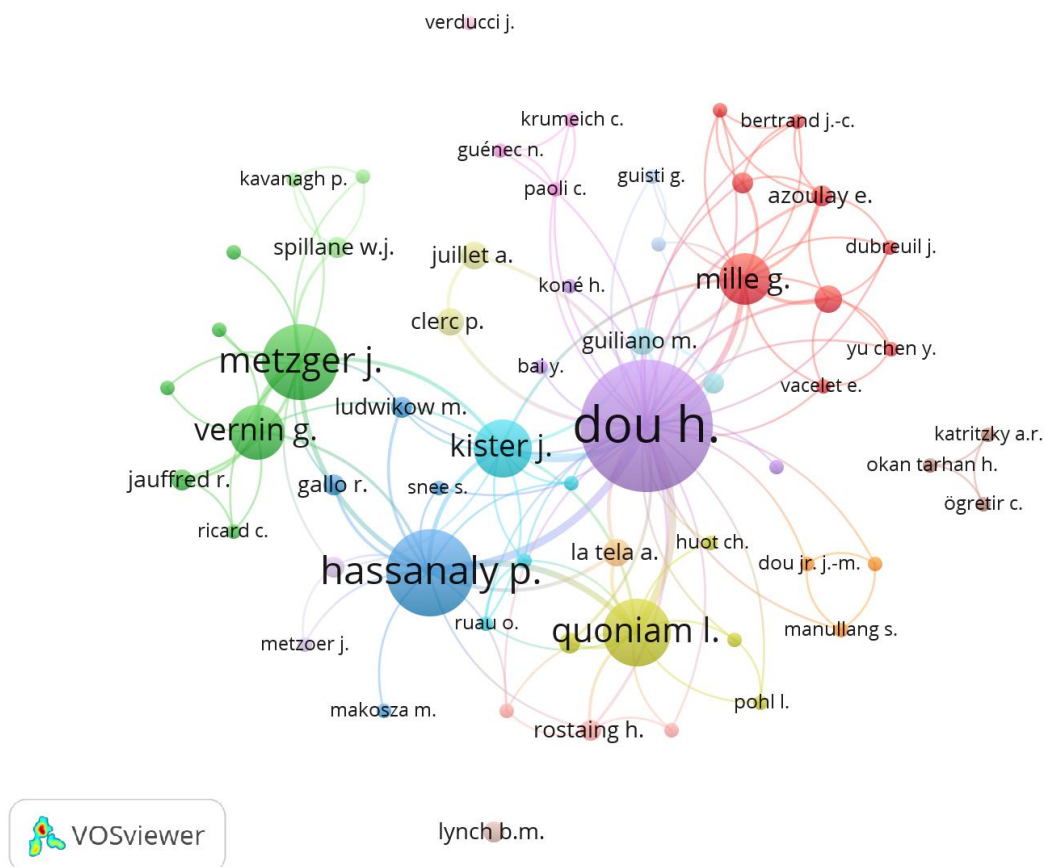 verducci j.
krumeich c.
bertrand j.-c.
guénec n.
kavanagh p.
guisti g.
paoli c.
azoulay e.
spillane w.j.
juillet a.
dubreuil j.
mille g.
koné h.
clerc p.
guiliano m.
yu chen y.
metzger j.
bai y.
vacelet e.
ludwikow m.
dou h.
vernin g.
kister j.
katritzky a.r.
okan tarhan h.
jauffred r.
gallo r.
snee s.
ögretir c.
ricard c.
huot ch.
la tela a.
dou jr. j.-m.
hassanaly p.
ruau o.
quoniam l.
manullang s.
metzoer j.
pohl l.
makosza m.
rostaing h.
lynch b.m.
VOSviewer